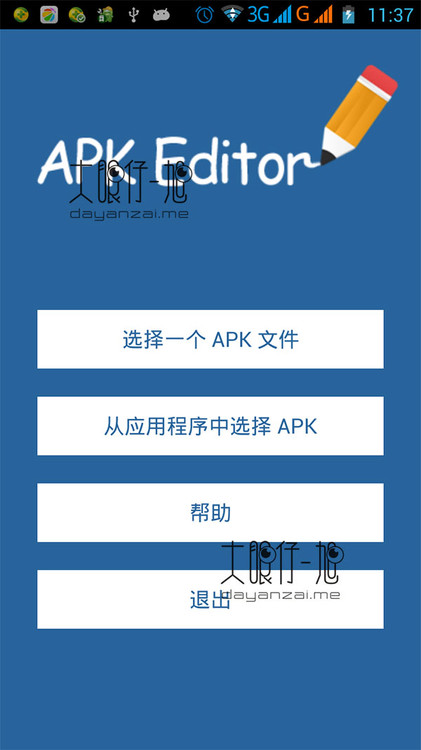 3G G 11:37
APK Editor
大眼仔~旭
dayanzai.me
选择一个 APK 文件
从应用程序中选择 APK
帮助
大眼仔~旭
dayanzai.me
退出